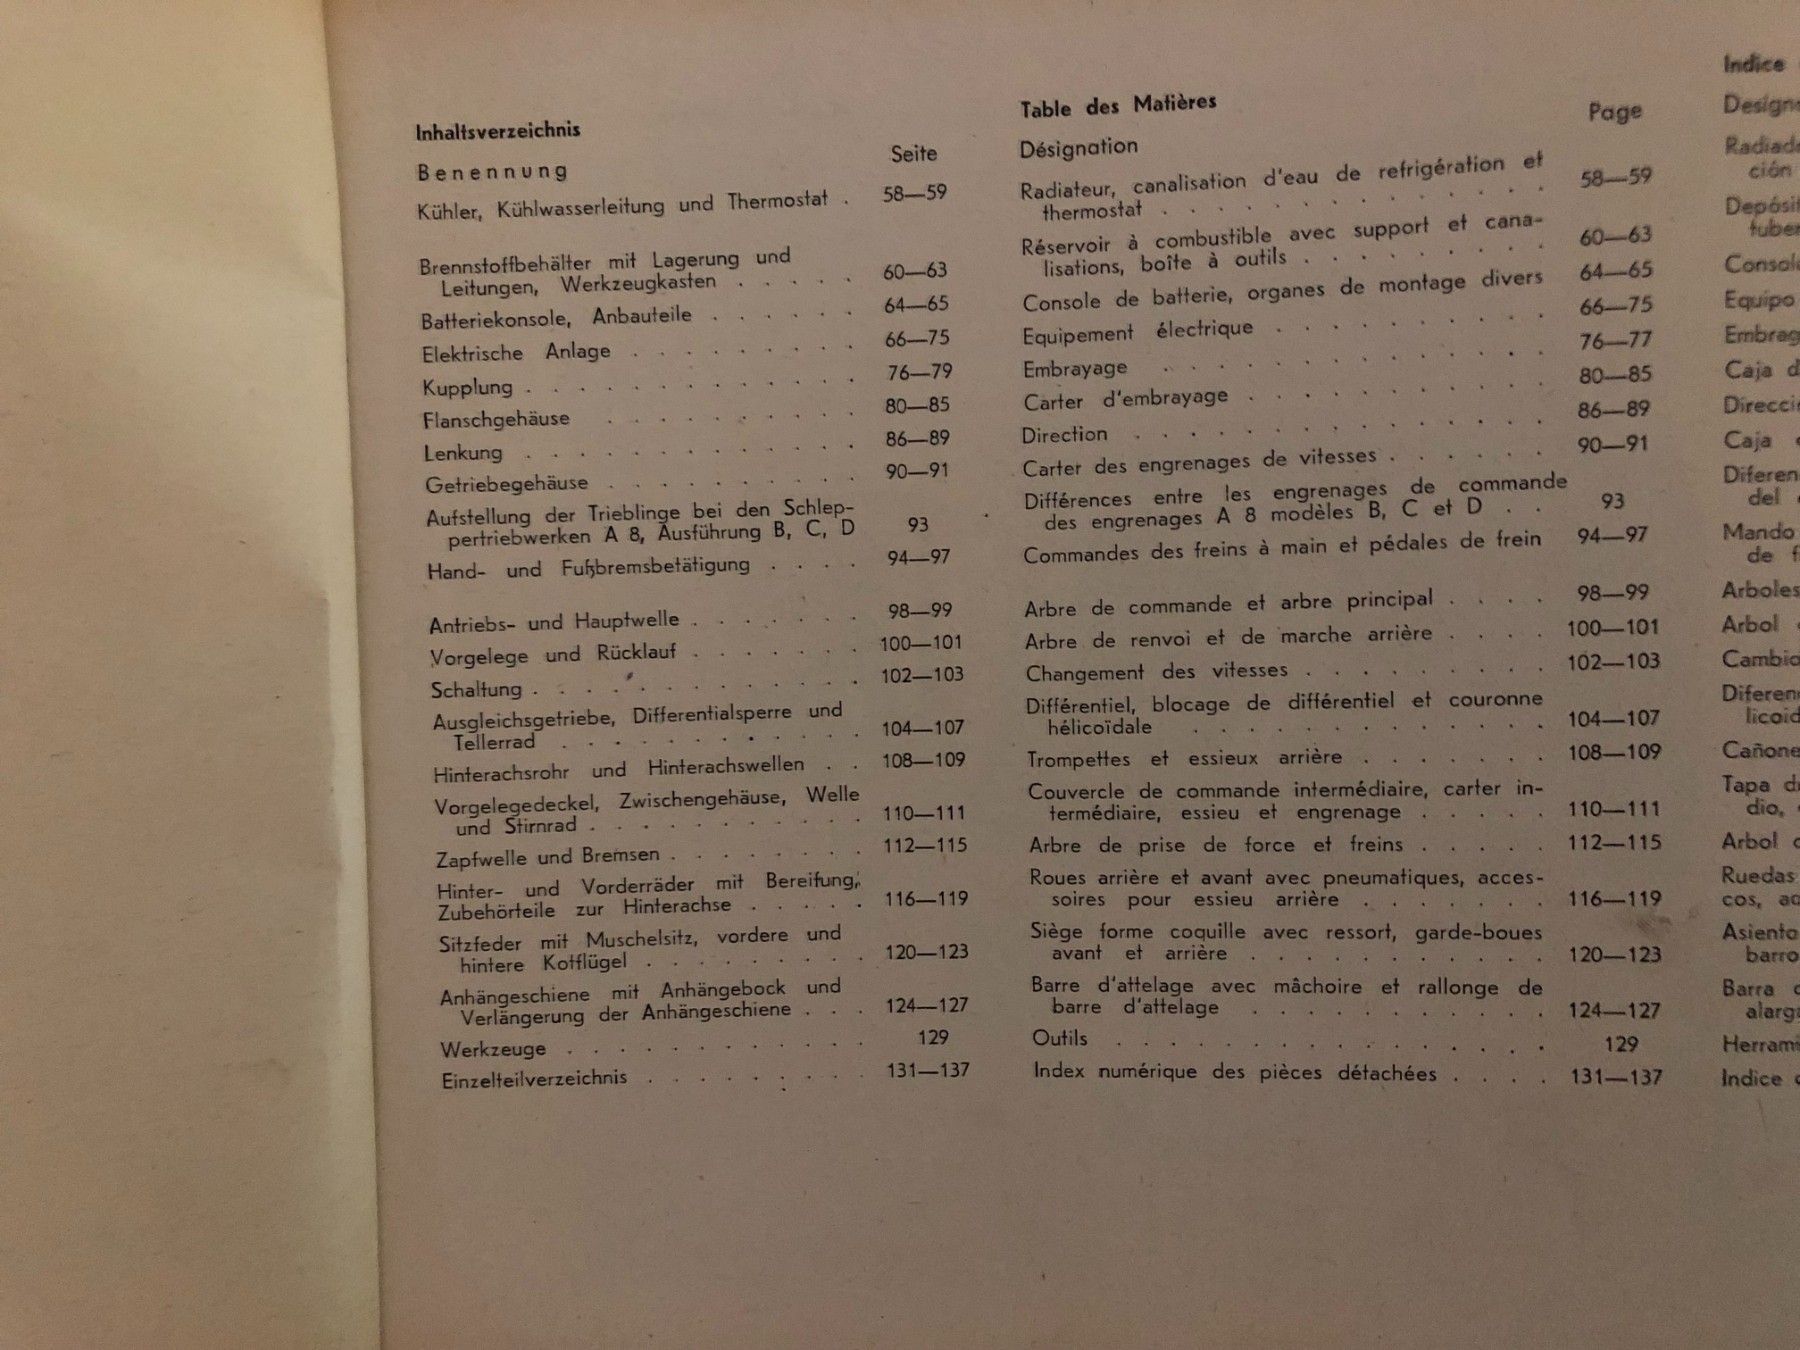 Inhaltsverzeichnis
Benennung Seite
Kühler, Kühlwasserleitung und Thermostat . 58—59
Brennstoffbehälter mit Lagerung und
Leitungen, Werkzeugkasten . . . . . 60—63
Batteriekonsole, Anbauteile . . . . . . 64—65
Elektrische Anlage . . . . . . . . . 66—75
Kupplung . . . . . . . . . . . . . 76—79
Flanschgehäuse . . . . . . . . . . 80—85
Lenkung . . . . . . . . . . . . . 86—89
Getriebegehäuse . . . . . . . . . . 90—91
Aufstellung der Trieblinge bei den Schlep-
pertriebwerken A 8, Ausführung B, C, D 93
Hand- und Fußbremsbetätigung . . . . 94—97
Antriebs- und Hauptwelle . . . . . . . 98—99
Vorgelege und Rücklauf . . . . . . . 100—101
Schaltung . . . . . . . . . . . . . 102—103
Ausgleichsgetriebe, Differentialsperre und
Tellerrad . . . . . . . . . . . . 104—107
Hinterachsrohr und Hinterachswellen . . 108—109
Vorgelegedeckel, Zwischengehäuse, Welle
und Stirnrad . . . . . . . . . . . 110—111
Zapfwelle und Bremsen . . . . . . . . 112—115
Hinter- und Vorderräder mit Bereifung,
Zubehörteile zur Hinterachse . . . . . 116—119
Sitzfeder mit Muschelsitz, vordere und
hintere Kotflügel . . . . . . . . . 120—123
Anhängeschiene mit Anhängebock und
Verlängerung der Anhängeschiene . . . 124—127
Werkzeuge . . . . . . . . . . . . 129
Einzelteilverzeichnis . . . . . . . . . 131—137
Table des Matières
Désignation Page
Radiateur, canalisation d'eau de refrigération et
thermostat . . . . . . . . . . . 58—59
Réservoir à combustible avec support et cana-
lisations, boîte à outils . . . . . . . 60—63
Console de batterie, organes de montage divers 64—65
Equipement électrique . . . . . . . . 66—75
Embrayage . . . . . . . . . . . 76—77
Carter d'embrayage . . . . . . . . . 80—85
Direction . . . . . . . . . . . . . 86—89
Carter des engrenages de vitesses . . . . . . 90—91
Différences entre les engrenages de commande
des engrenages A 8 modèles B, C et D . . 93
Commandes des freins à main et pédales de frein 94—97
Arbre de commande et arbre principal . . . . 98—99
Arbre de renvoi et de marche arrière . . . . 100—101
Changement des vitesses . . . . . . . . . 102—103
Différentiel, blocage de différentiel et couronne
hélicoïdale . . . . . . . . . . . 104—107
Trompettes et essieux arrière . . . . . . . 108—109
Couvercle de commande intermédiaire, carter in-
termédiaire, essieu et engrenage . . . . . 110—111
Arbre de prise de force et freins . . . . . 112—115
Roues arrière et avant avec pneumatiques, acces-
soires pour essieu arrière . . . . . . . 116—119
Siège forme coquille avec ressort, garde-boues
avant et arrière . . . . . . . . . . . 120—123
Barre d'attelage avec mâchoire et rallonge de
barre d'attelage . . . . . . . . . . . 124—127
Outils . . . . . . . . . . . . . . 129
Index numérique des pièces détachées . . . . 131—137
Indice
ción
Equipo
Caja
Caja
del
Mando
de
Arboles
Arbol
Arbol
Ruedas
Asiento
Barra
Indice